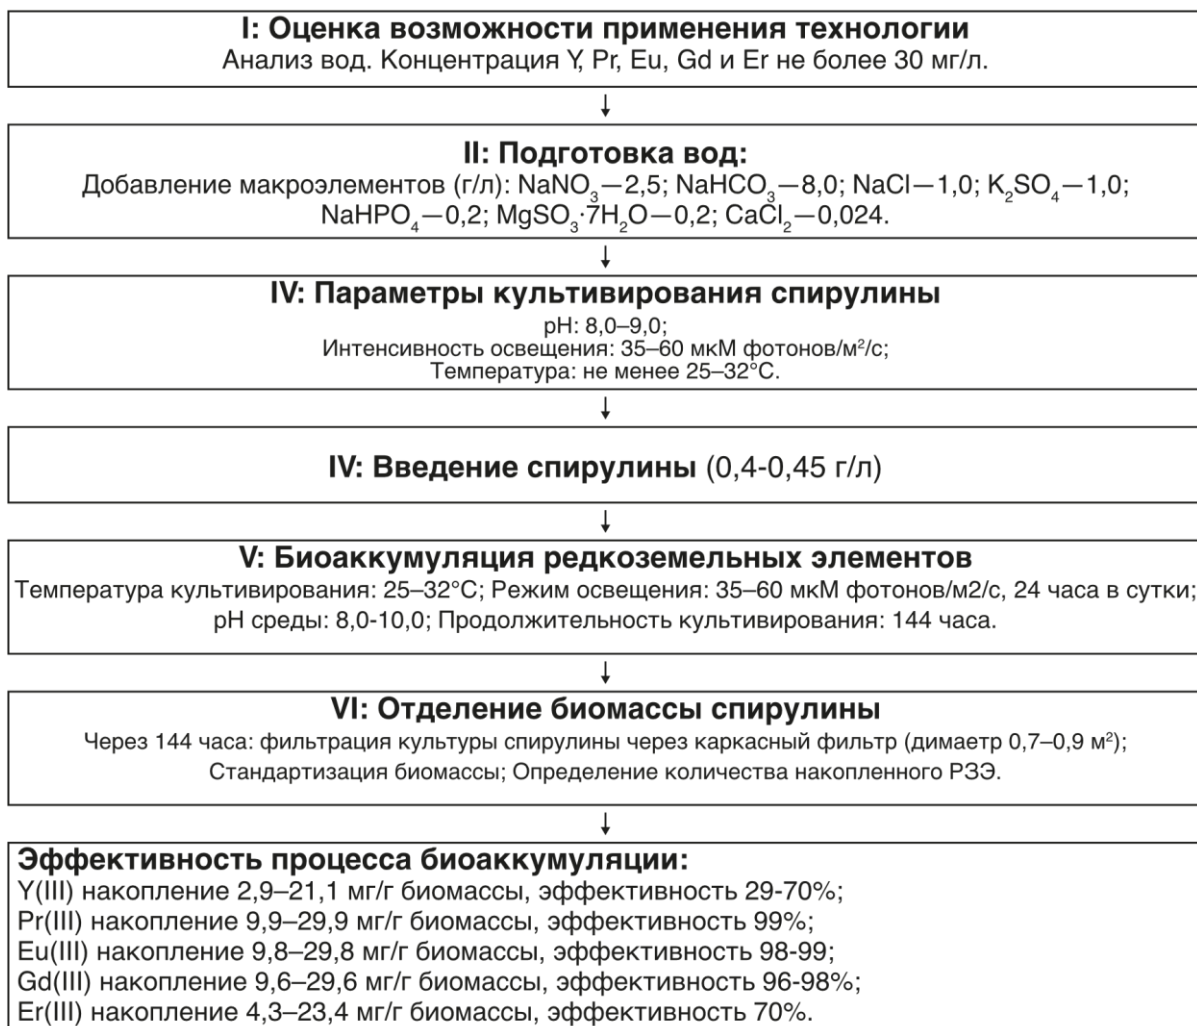 I: Оценка возможности применения технологии
Анализ вод. Концентрация Y, Pr, Eu, Gd и Er не более 30 мг/л.
↓
II: Подготовка вод:
Добавление макроэлементов (г/л): NaNO₃—2,5; NaHCO₃—8,0; NaCl—1,0; K₂SO₄—1,0;
NaHPO₄—0,2; MgSO₃·7H₂O—0,2; CaCl₂—0,024.
↓
IV: Параметры культивирования спирулины
pH: 8,0–9,0;
Интенсивность освещения: 35–60 мкМ фотонов/м²/с;
Температура: не менее 25–32°C.
↓
IV: Введение спирулины (0,4-0,45 г/л)
↓
V: Биоаккумуляция редкоземельных элементов
Температура культивирования: 25–32°C; Режим освещения: 35–60 мкМ фотонов/м2/с, 24 часа в сутки;
pH среды: 8,0-10,0; Продолжительность культивирования: 144 часа.
↓
VI: Отделение биомассы спирулины
Через 144 часа: фильтрация культуры спирулины через каркасный фильтр (димаетр 0,7–0,9 м²);
Стандартизация биомассы; Определение количества накопленного РЗЭ.
↓
Эффективность процесса биоаккумуляции:
Y(III) накопление 2,9–21,1 мг/г биомассы, эффективность 29-70%;
Pr(III) накопление 9,9–29,9 мг/г биомассы, эффективность 99%;
Eu(III) накопление 9,8–29,8 мг/г биомассы, эффективность 98-99;
Gd(III) накопление 9,6–29,6 мг/г биомассы, эффективность 96-98%;
Er(III) накопление 4,3–23,4 мг/г биомассы, эффективность 70%.